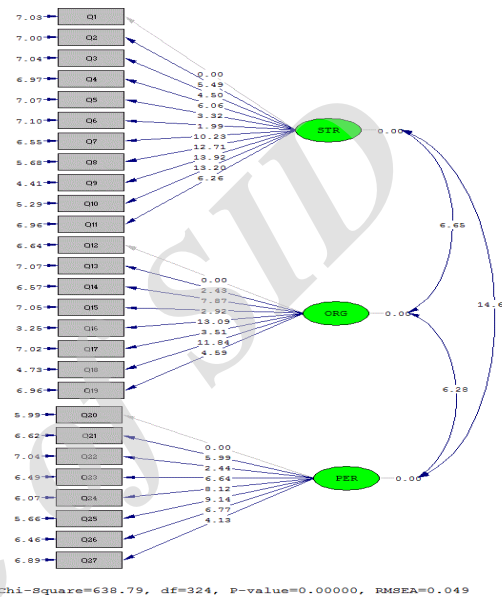 7.03 Q1
7.00 Q2
7.04 Q3
6.97 Q4
7.07 Q5
7.10 Q6
6.55 Q7
5.68 Q8
4.41 Q9
5.29 Q10
6.96 Q11
0.00
5.49
4.50
6.06
3.32
1.99
10.23
12.71
13.92
13.20
6.26
STR 0.00
6.64 Q12
7.07 Q13
6.57 Q14
7.05 Q15
3.25 Q16
7.02 Q17
4.73 Q18
6.96 Q19
0.00
2.43
7.87
2.92
13.09
3.51
11.84
4.59
ORG 0.00
5.99 Q20
6.62 Q21
7.04 Q22
6.49 Q23
6.07 Q24
5.66 Q25
6.46 Q26
6.89 Q27
0.00
5.99
2.44
6.64
8.12
9.14
6.77
4.13
PER 0.00
6.65
14.6
6.28
Chi-Square=638.79, df=324, P-value=0.00000, RMSEA=0.049
SID